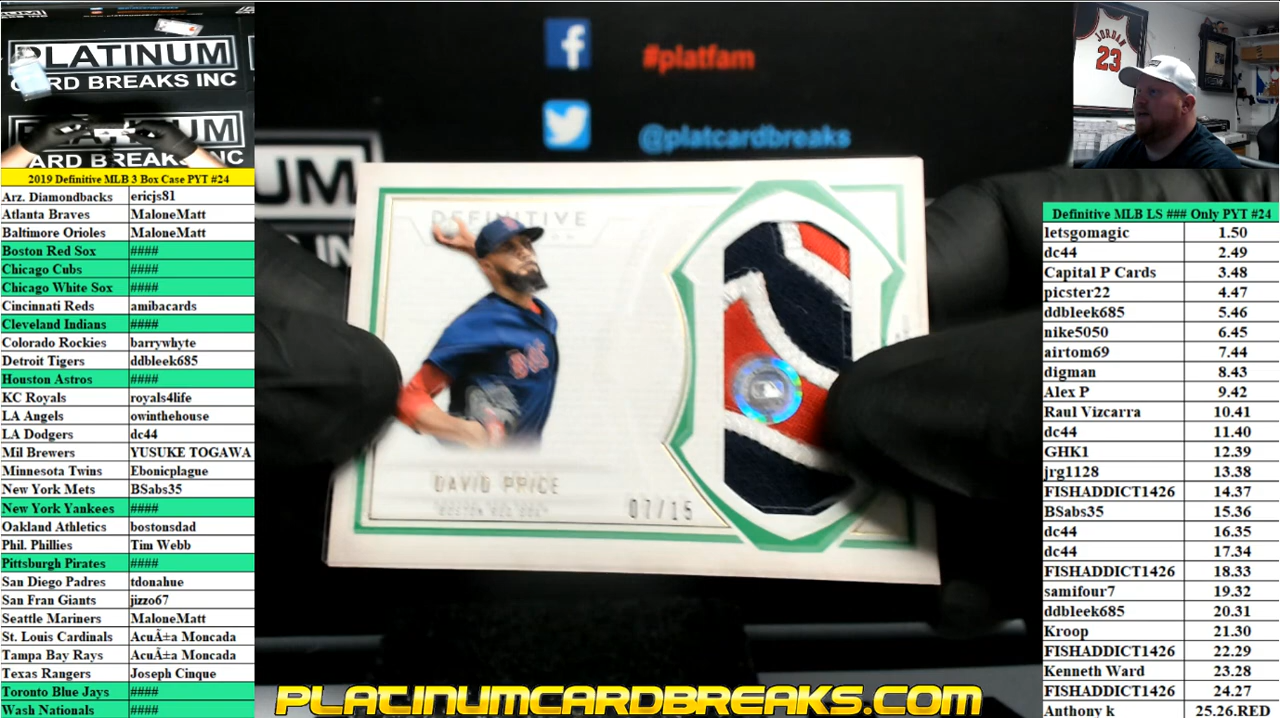 PLATINUM
CARD BREAKS INC
PLATINUM
CARD BREAKS INC
2019 Definitive MLB 3 Box Case PYT #24
Arz. Diamondbacks ericjs81
Atlanta Braves MaloneMatt
Baltimore Orioles MaloneMatt
Boston Red Sox ####
Chicago Cubs ####
Chicago White Sox ####
Cincinnati Reds amibacards
Cleveland Indians ####
Colorado Rockies barrywhyte
Detroit Tigers ddbleek685
Houston Astros ####
KC Royals royals4life
LA Angels owinthehouse
LA Dodgers dc44
Mil Brewers YUSUKE TOGAWA
Minnesota Twins Ebonicplague
New York Mets BSabs35
New York Yankees ####
Oakland Athletics bostonsdad
Phil. Phillies Tim Webb
Pittsburgh Pirates ####
San Diego Padres tdonahue
San Fran Giants jizzo67
Seattle Mariners MaloneMatt
St. Louis Cardinals AcuÃ±a Moncada
Tampa Bay Rays AcuÃ±a Moncada
Texas Rangers Joseph Cinque
Toronto Blue Jays ####
Wash Nationals ####
f #platfam
@platcardbreaks
UM
DEFINITIVE
DAVID PRICE
BOSTON RED SOX
07/15
PLATINUMCARDBREAKS.COM
JORDAN
23
Definitive MLB LS ### Only PYT #24
letsgomagic 1.50
dc44 2.49
Capital P Cards 3.48
picster22 4.47
ddbleek685 5.46
nike5050 6.45
airtom69 7.44
digman 8.43
Alex P 9.42
Raul Vizcarra 10.41
dc44 11.40
GHK1 12.39
jrg1128 13.38
FISHADDICT1426 14.37
BSabs35 15.36
dc44 16.35
dc44 17.34
FISHADDICT1426 18.33
samifour7 19.32
ddbleek685 20.31
Kroop 21.30
FISHADDICT1426 22.29
Kenneth Ward 23.28
FISHADDICT1426 24.27
Anthony k 25.26.RED